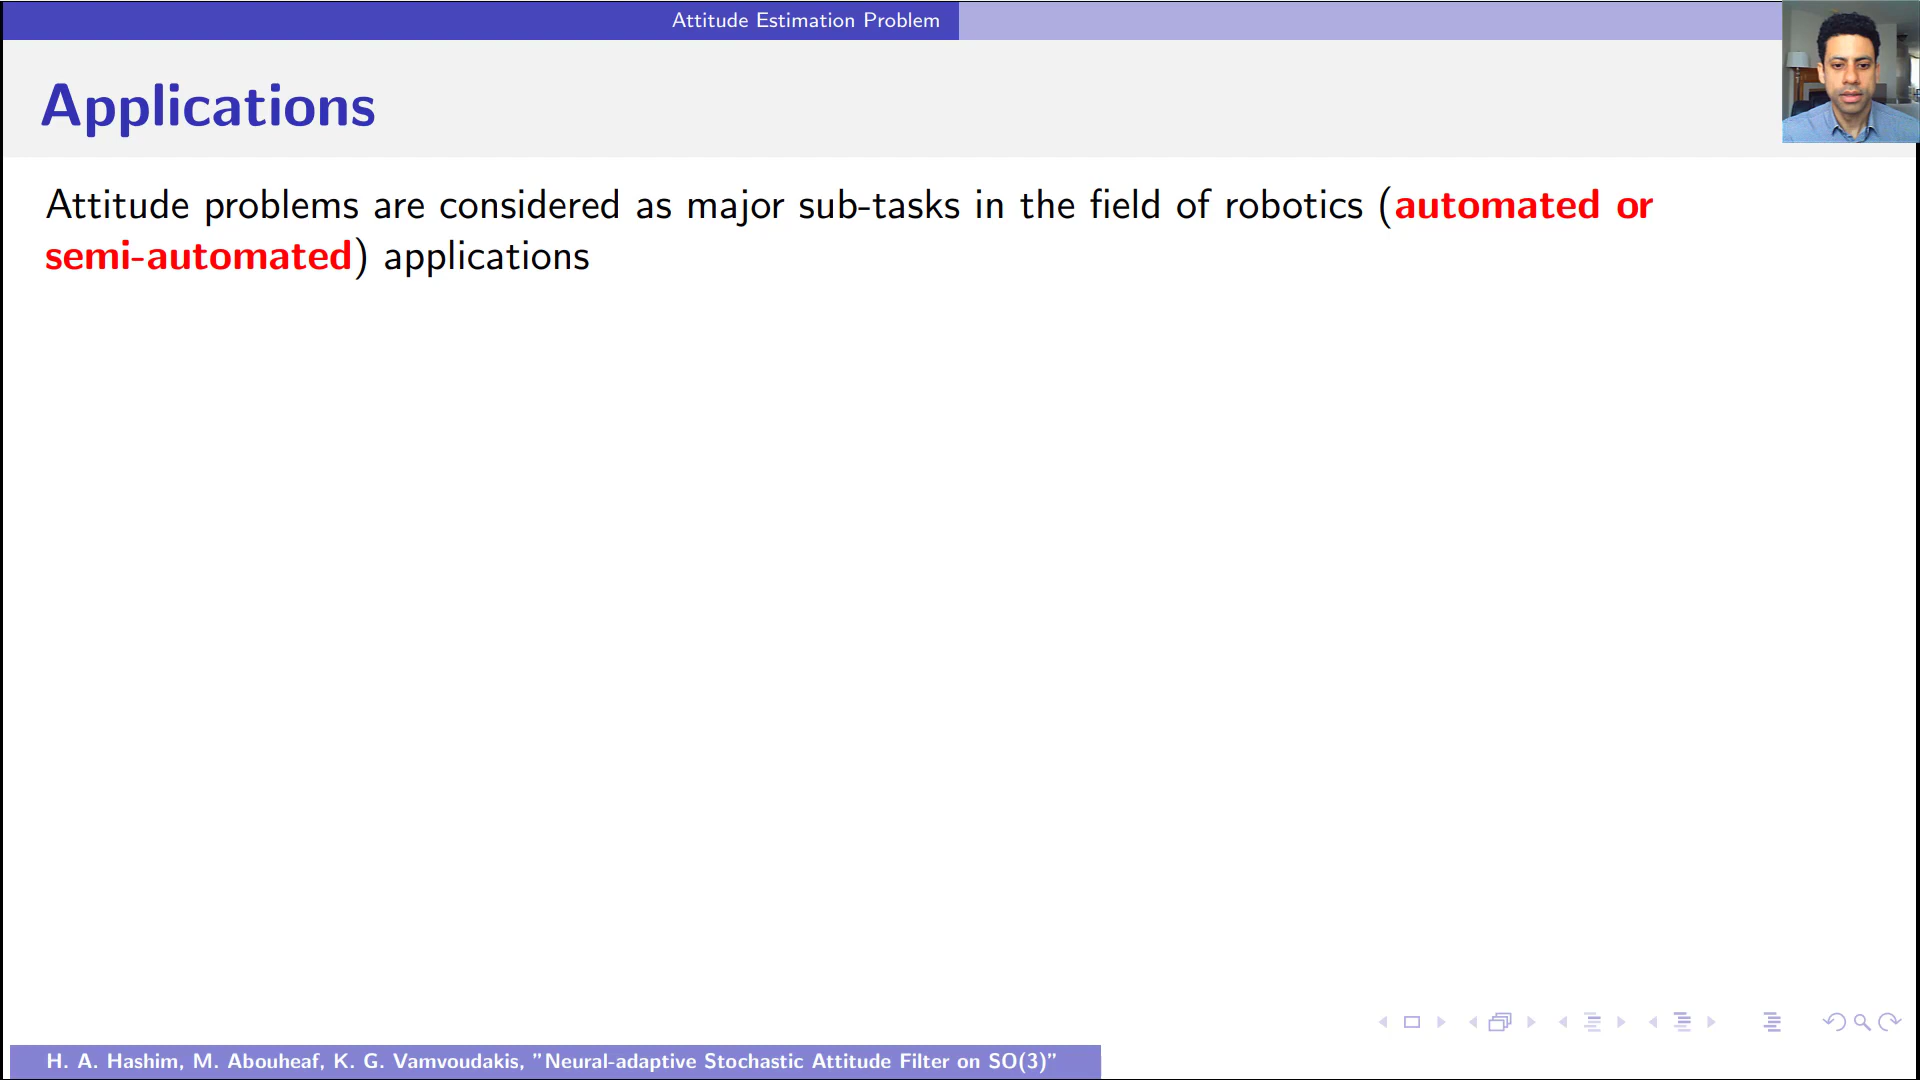 Attitude Estimation Problem
Applications
Attitude problems are considered as major sub-tasks in the field of robotics (automated or
semi-automated) applications
H. A. Hashim, M. Abouheaf, K. G. Vamvoudakis, "Neural-adaptive Stochastic Attitude Filter on SO(3)"